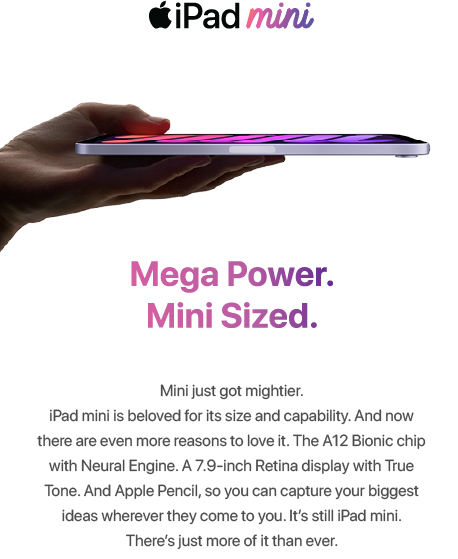 iPad mini
Mega Power.
Mini Sized.
Mini just got mightier.
iPad mini is beloved for its size and capability. And now
there are even more reasons to love it. The A12 Bionic chip
with Neural Engine. A 7.9-inch Retina display with True
Tone. And Apple Pencil, so you can capture your biggest
ideas wherever they come to you. It’s still iPad mini.
There’s just more of it than ever.